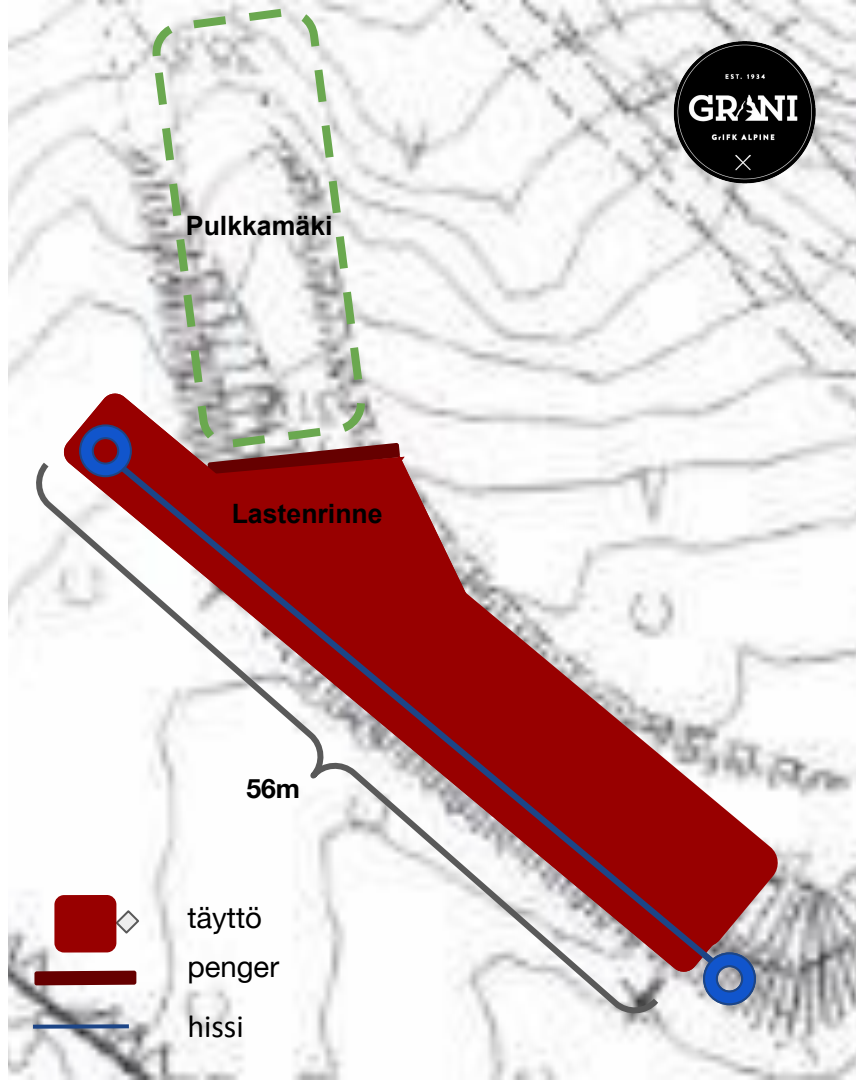 EST. 1934
GRANI
GrIFK ALPINE
Pulkkamäki
Lastenrinne
56m
täyttö
penger
hissi